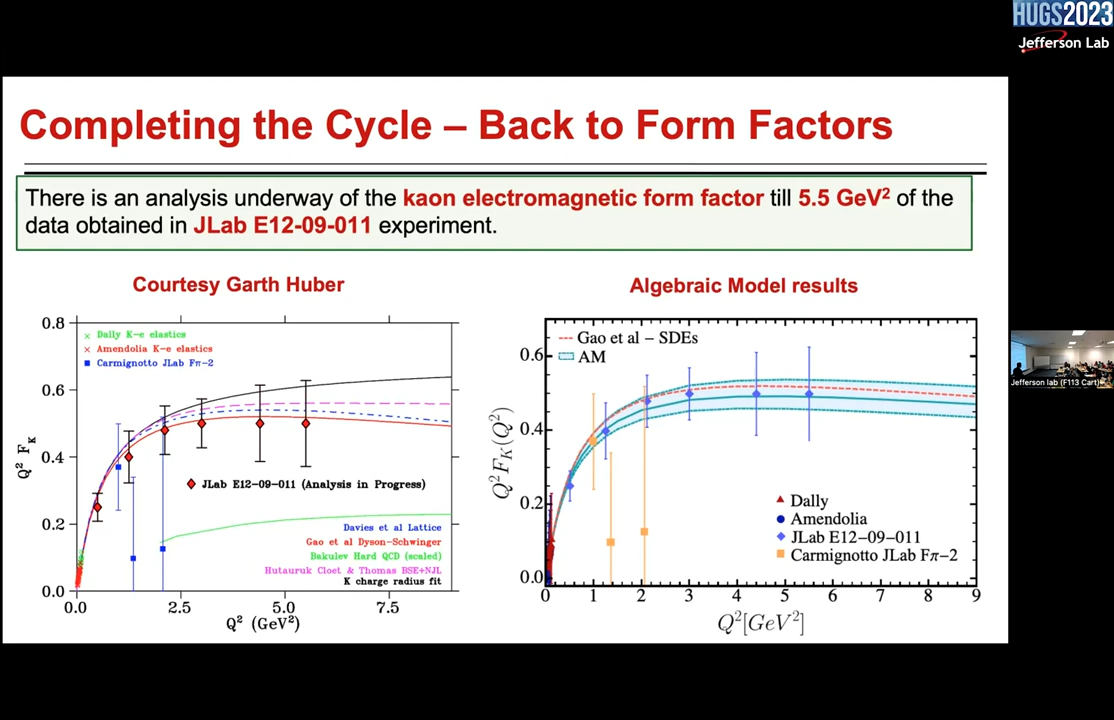 HUGS2023
Jefferson Lab
Completing the Cycle – Back to Form Factors
There is an analysis underway of the kaon electromagnetic form factor till 5.5 GeV² of the
data obtained in JLab E12-09-011 experiment.
Courtesy Garth Huber
Q² F_K
0.8
0.6
0.4
0.2
0.0
Dally K-e elastics
Amendolia K-e elastics
Carmignotto JLab Fπ-2
JLab E12-09-011 (Analysis in Progress)
Davies et al Lattice
Gao et al Dyson-Schwinger
Bakulev Hard QCD (scaled)
Hutauruk Cloet & Thomas BSE+NJL
K charge radius fit
0.0 2.5 5.0 7.5
Q² (GeV²)
Algebraic Model results
Q²F_K(Q²)
0.6
0.4
0.2
0.0
Gao et al – SDEs
AM
Dally
Amendolia
JLab E12-09-011
Carmignotto JLab Fπ-2
0 1 2 3 4 5 6 7 8 9
Q²[GeV²]
Jefferson lab (F113 Cart)